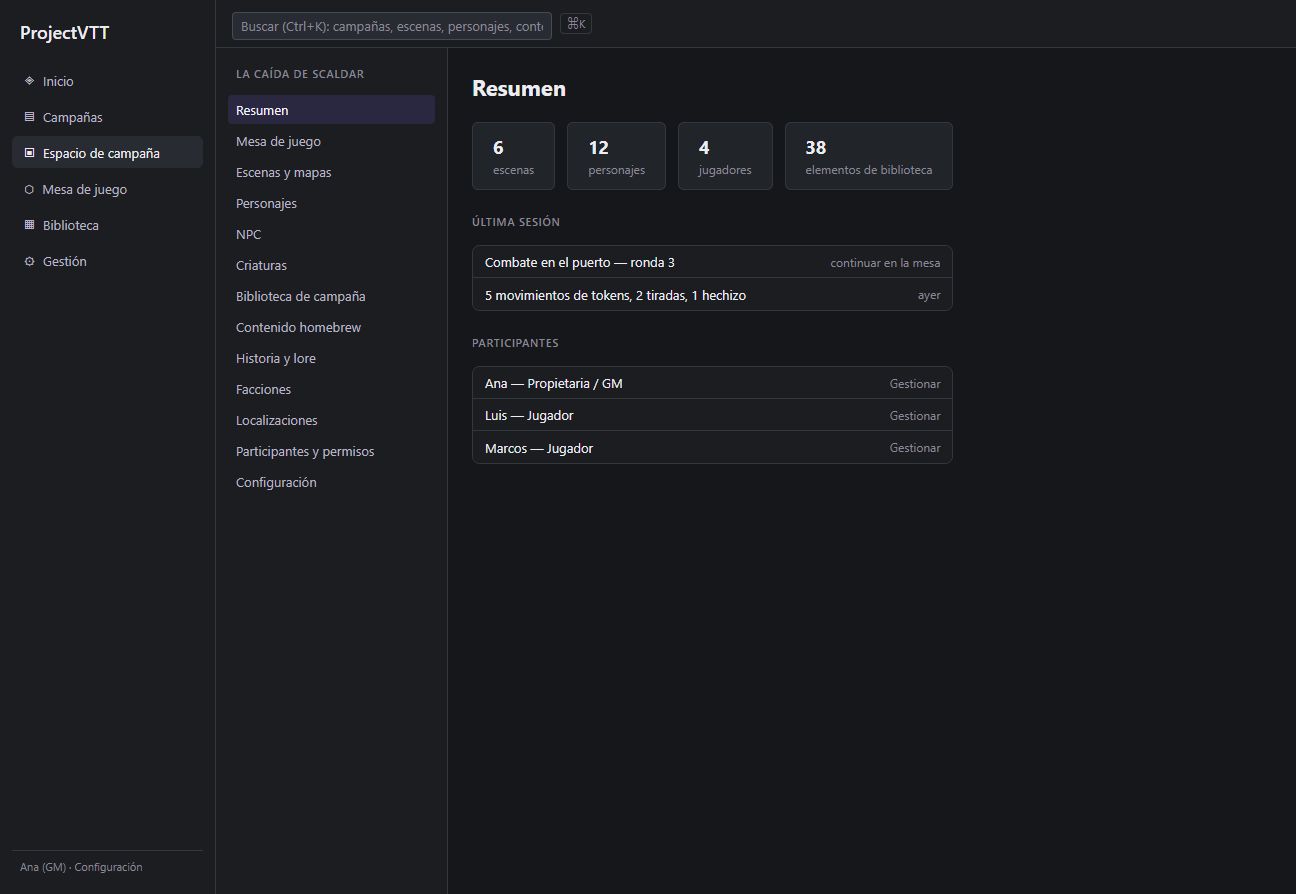 ProjectVTT
Inicio
Campañas
Espacio de campaña
Mesa de juego
Biblioteca
Gestión
Ana (GM) · Configuración
Buscar (Ctrl+K): campañas, escenas, personajes, cont
⌘K
LA CAÍDA DE SCALDAR
Resumen
Mesa de juego
Escenas y mapas
Personajes
NPC
Criaturas
Biblioteca de campaña
Contenido homebrew
Historia y lore
Facciones
Localizaciones
Participantes y permisos
Configuración
Resumen
6
escenas
12
personajes
4
jugadores
38
elementos de biblioteca
ÚLTIMA SESIÓN
Combate en el puerto — ronda 3 continuar en la mesa
5 movimientos de tokens, 2 tiradas, 1 hechizo ayer
PARTICIPANTES
Ana — Propietaria / GM Gestionar
Luis — Jugador Gestionar
Marcos — Jugador Gestionar